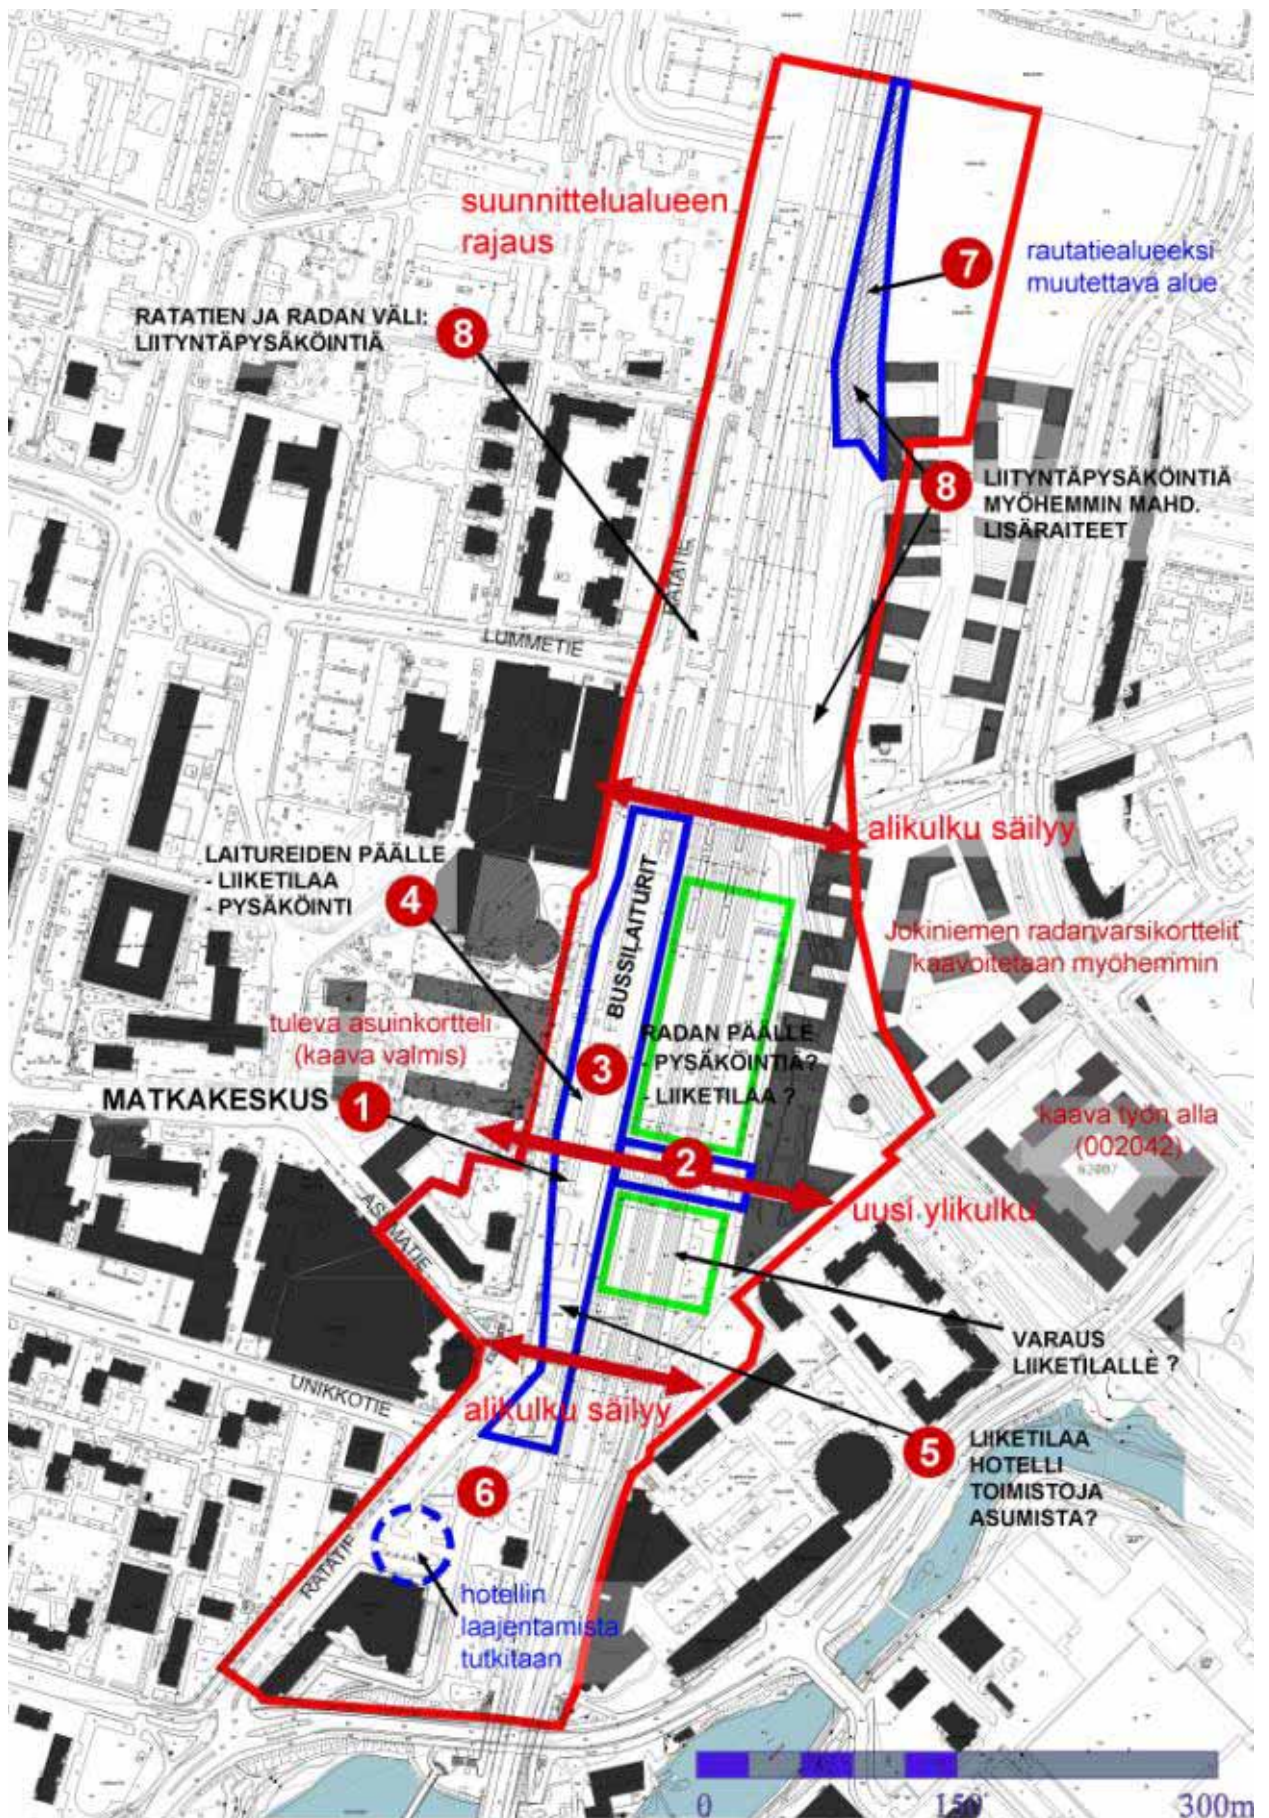 suunnittelualueen
rajaus
7
rautatiealueeksi
muutettava alue
RATATIEN JA RADAN VÄLI:
LIITYNTÄPYSÄKÖINTIÄ
8
8
LIITYNTÄPYSÄKÖINTIÄ
MYÖHEMMIN MAHD.
LISÄRAITEET
RATATIE
LUMMETIE
alikulku säilyy
LAITUREIDEN PÄÄLLE
- LIIKETILAA
- PYSÄKÖINTI
4
BUSSILAITURIT
Jokiniemen radanvarsikorttelit
kaavoitetaan myöhemmin
tuleva asuinkortteli
(kaava valmis)
RADAN PÄÄLLE
- PYSÄKÖINTIÄ?
- LIIKETILAA ?
3
MATKAKESKUS
1
kaava työn alla
(002042)
62007
2
uusi ylikulku
ASEMATIE
VARAUS
LIIKETILALLE ?
UNIKKOTIE
alikulku säilyy
5
LIIKETILAA
HOTELLI
TOIMISTOJA
ASUMISTA?
6
RATATIE
hotellin
laajentamista
tutkitaan
0
150
300m